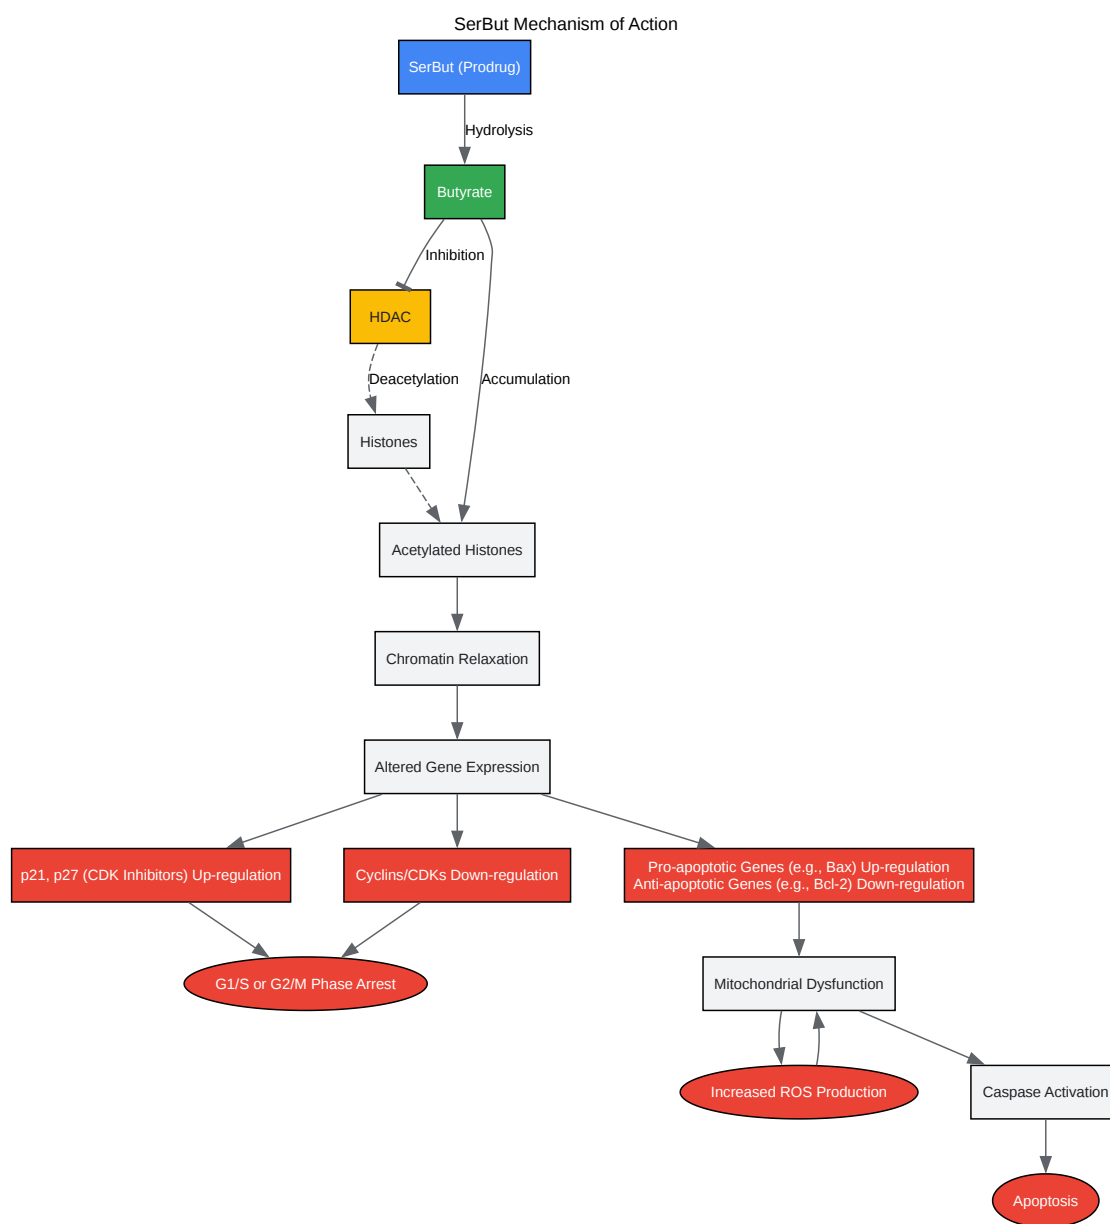 SerBut Mechanism of Action
SerBut (Prodrug)
Hydrolysis
Butyrate
Inhibition
HDAC
Deacetylation
Accumulation
Histones
Acetylated Histones
Chromatin Relaxation
Altered Gene Expression
p21, p27 (CDK Inhibitors) Up-regulation
Cyclins/CDKs Down-regulation
Pro-apoptotic Genes (e.g., Bax) Up-regulation
Anti-apoptotic Genes (e.g., Bcl-2) Down-regulation
G1/S or G2/M Phase Arrest
Mitochondrial Dysfunction
Increased ROS Production
Caspase Activation
Apoptosis